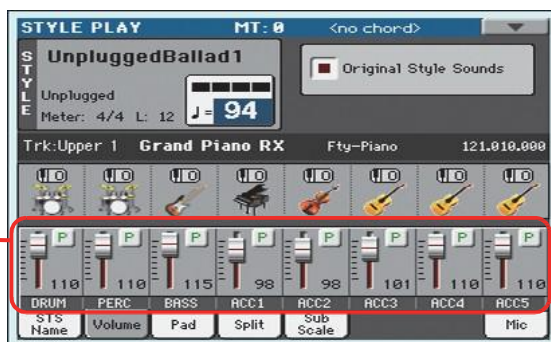 STYLE PLAY MT: 0 <no chord>
STYLE
UnpluggedBallad1
Unplugged
Meter: 4/4 L: 12 ♩= 94
Original Style Sounds
Trk:Upper 1 Grand Piano RX Fty-Piano 121.010.000
P P P P P P P P
110 110 115 98 98 101 110 110
DRUM PERC BASS ACC1 ACC2 ACC3 ACC4 ACC5
STS Name Volume Pad Split Sub Scale Mic